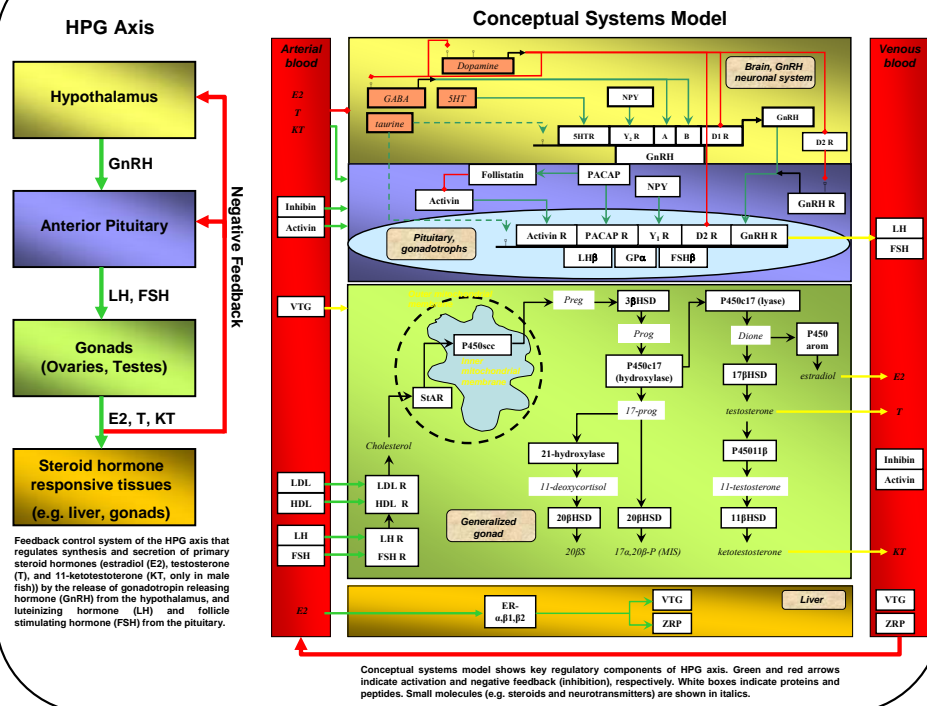 HPG Axis
Hypothalamus
GnRH
Anterior Pituitary
LH, FSH
Gonads
(Ovaries, Testes)
E2, T, KT
Steroid hormone
responsive tissues
(e.g. liver, gonads)
Negative Feedback
Feedback control system of the HPG axis that
regulates synthesis and secretion of primary
steroid hormones (estradiol (E2), testosterone
(T), and 11-ketotestoterone (KT, only in male
fish)) by the release of gonadotropin releasing
hormone (GnRH) from the hypothalamus, and
luteinizing hormone (LH) and follicle
stimulating hormone (FSH) from the pituitary.
Conceptual Systems Model
Arterial
blood
E2
T
KT
Inhibin
Activin
VTG
LDL
HDL
LH
FSH
E2
Brain, GnRH
neuronal system
Dopamine
GABA
5HT
taurine
NPY
5HTR
Y₂ R
A
B
D1 R
GnRH
GnRH
D2 R
Follistatin
PACAP
Activin
NPY
GnRH R
Pituitary,
gonadotrophs
Activin R
PACAP R
Y₁ R
D2 R
GnRH R
LHβ
GPα
FSHβ
P450scc
StAR
Cholesterol
LDL R
HDL R
LH R
FSH R
Generalized
gonad
Preg
3βHSD
Prog
P450c17
(hydroxylase)
17-prog
21-hydroxylase
11-deoxycortisol
20βHSD
20βS
20βHSD
17α,20β-P (MIS)
P450c17 (lyase)
Dione
P450
arom
estradiol
17βHSD
testosterone
P45011β
11-testosterone
11βHSD
ketotestosterone
Liver
ER-
α,β1,β2
VTG
ZRP
Venous
blood
LH
FSH
E2
T
Inhibin
Activin
KT
VTG
ZRP
Conceptual systems model shows key regulatory components of HPG axis. Green and red arrows
indicate activation and negative feedback (inhibition), respectively. White boxes indicate proteins and
peptides. Small molecules (e.g. steroids and neurotransmitters) are shown in italics.